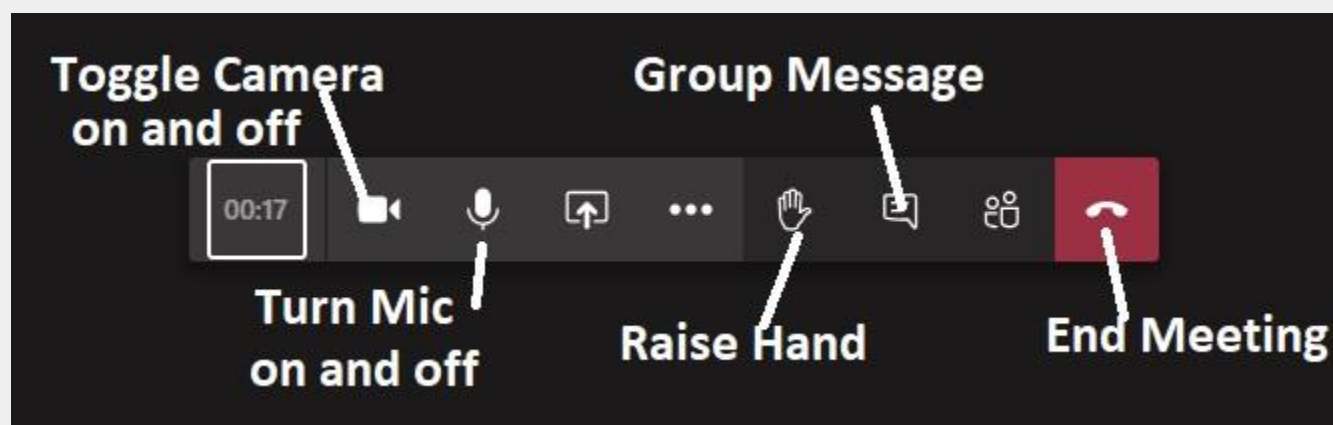 Toggle Camera
on and off
Group Message
00:17
Turn Mic
on and off
Raise Hand
End Meeting